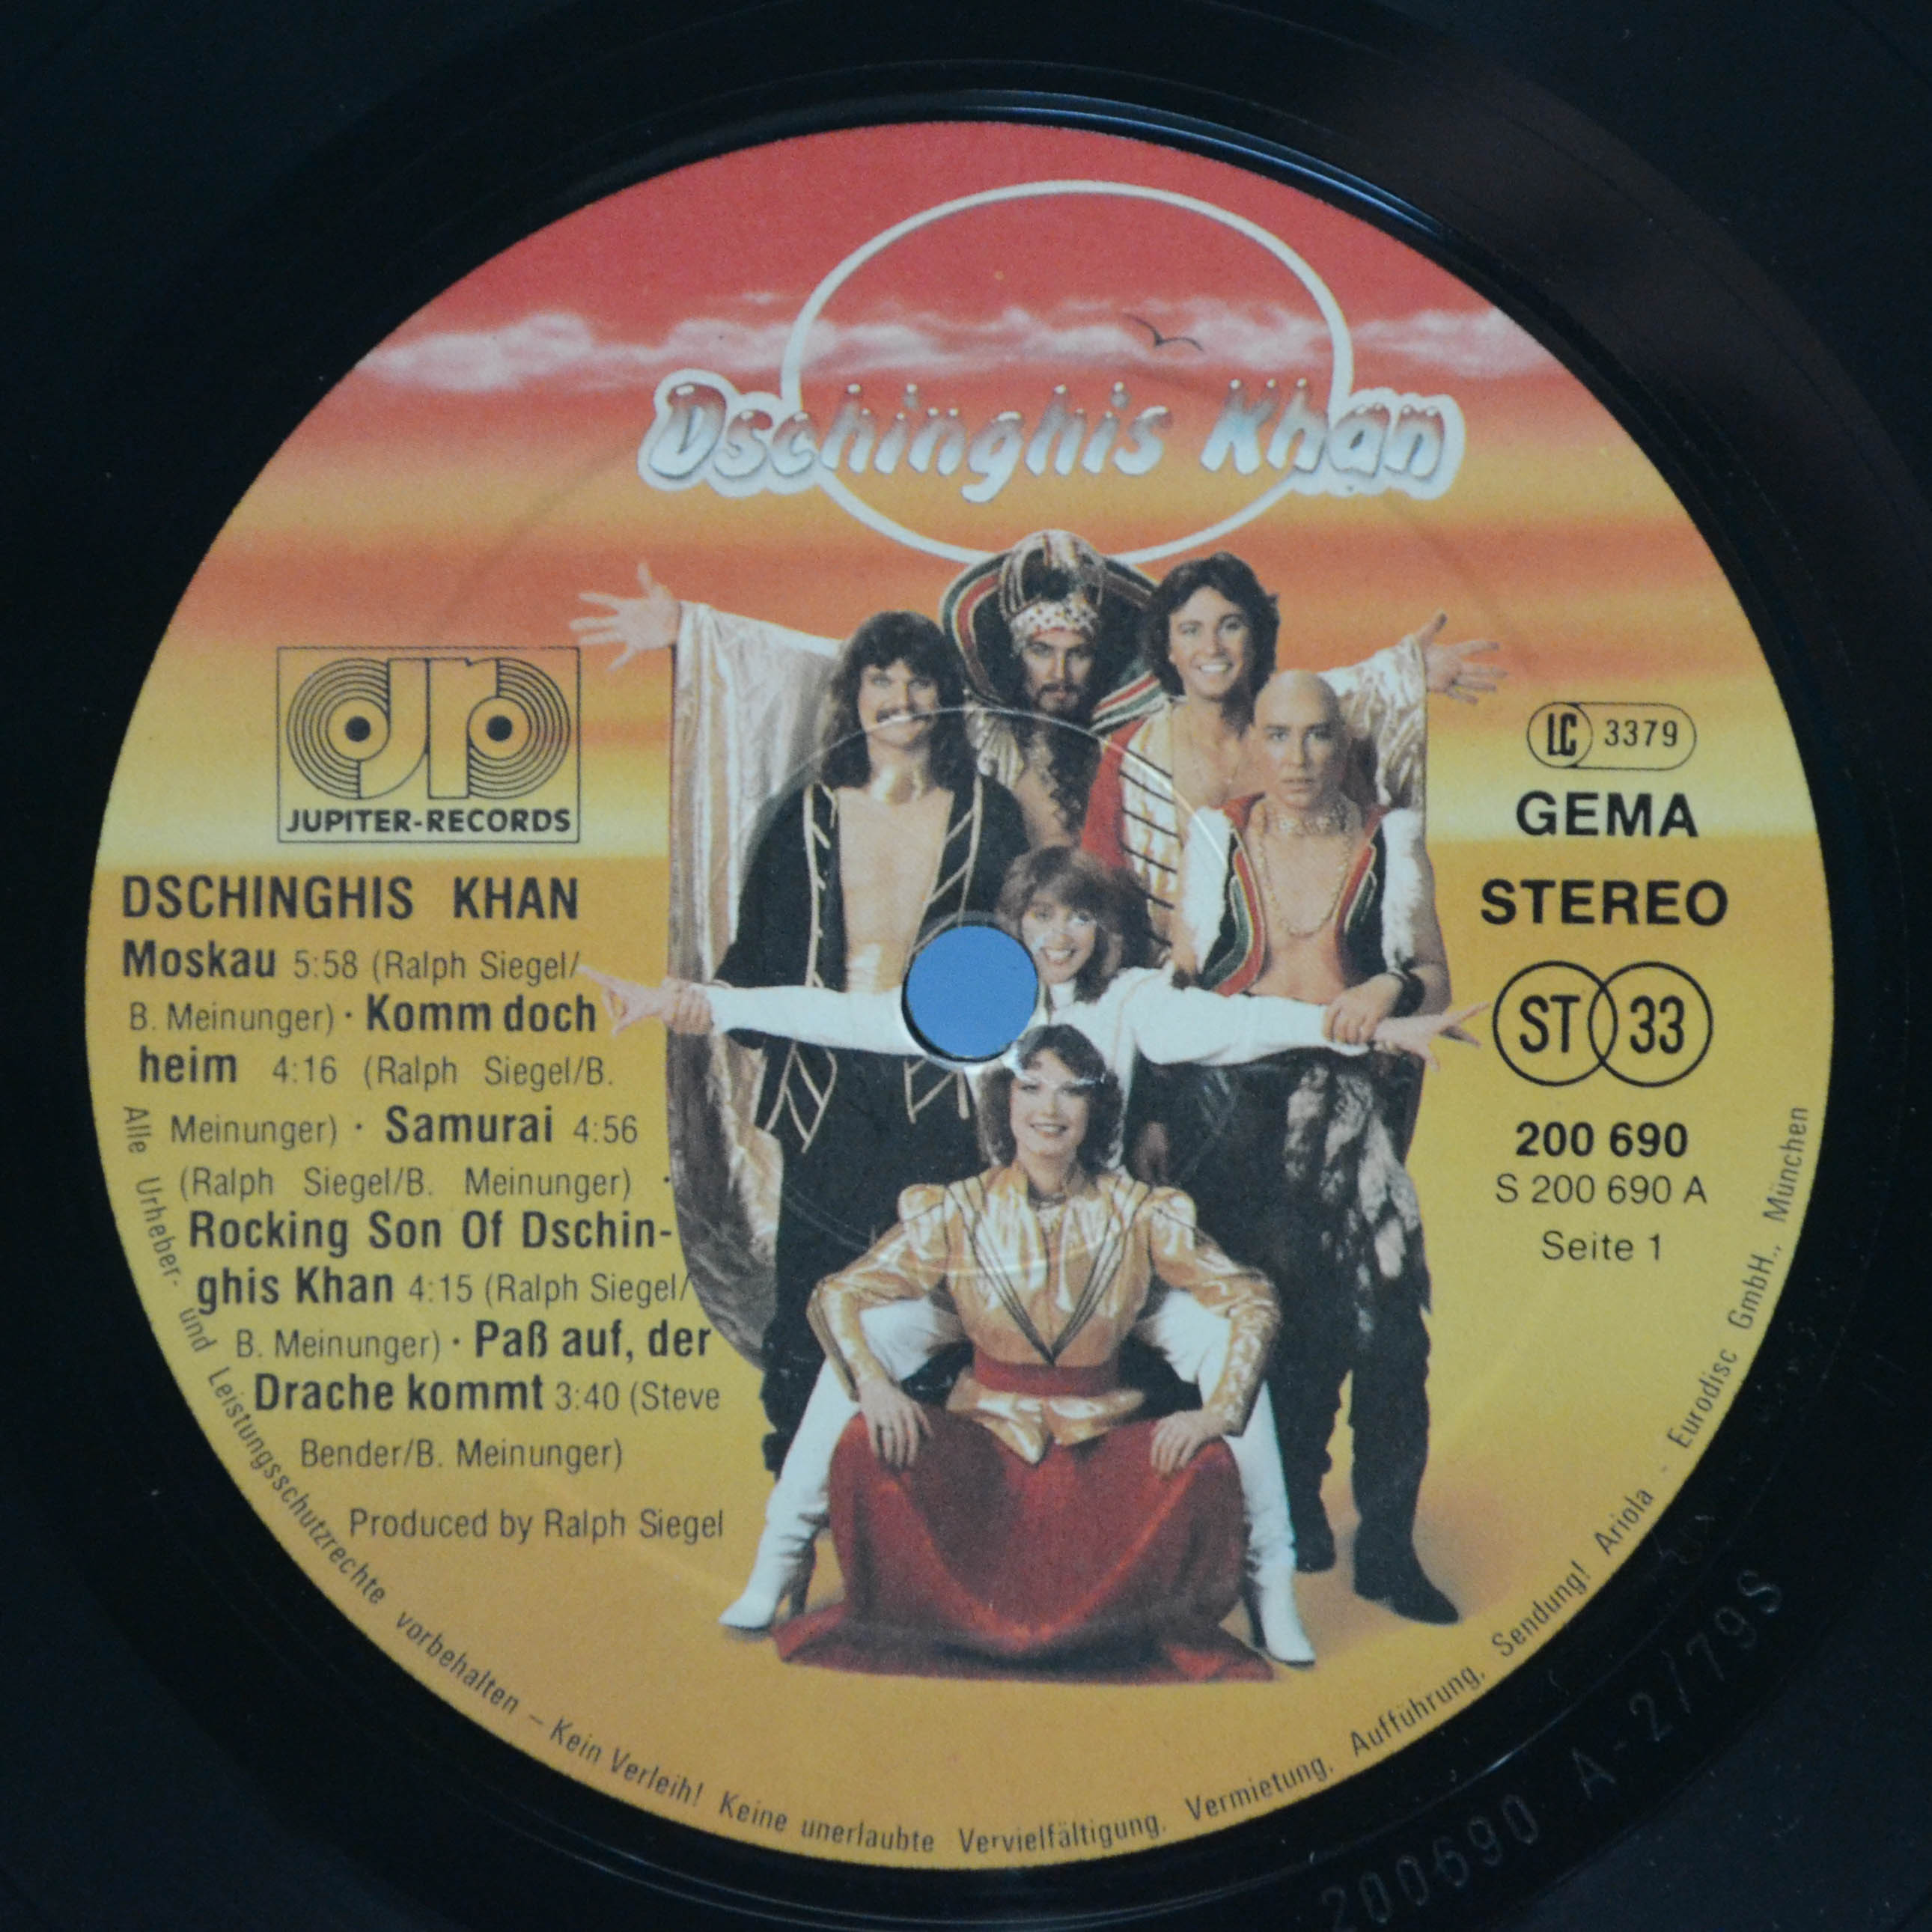 Dschinghis Khan
JUPITER-RECORDS
DSCHINGHIS KHAN
Moskau 5:58 (Ralph Siegel/
B. Meinunger) · Komm doch
heim 4:16 (Ralph Siegel/B.
Meinunger) · Samurai 4:56
(Ralph Siegel/B. Meinunger) ·
Rocking Son Of Dschin-
ghis Khan 4:15 (Ralph Siegel/
B. Meinunger) · Paß auf, der
Drache kommt 3:40 (Steve
Bender/B. Meinunger)
Produced by Ralph Siegel
LC 3379
GEMA
STEREO
ST 33
200 690
S 200 690 A
Seite 1
Alle Urheber- und Leistungsschutzrechte vorbehalten – Kein Verleih! Keine unerlaubte Vervielfältigung, Vermietung, Aufführung, Sendung! Ariola - Eurodisc GmbH., München
200690 A-2/79S